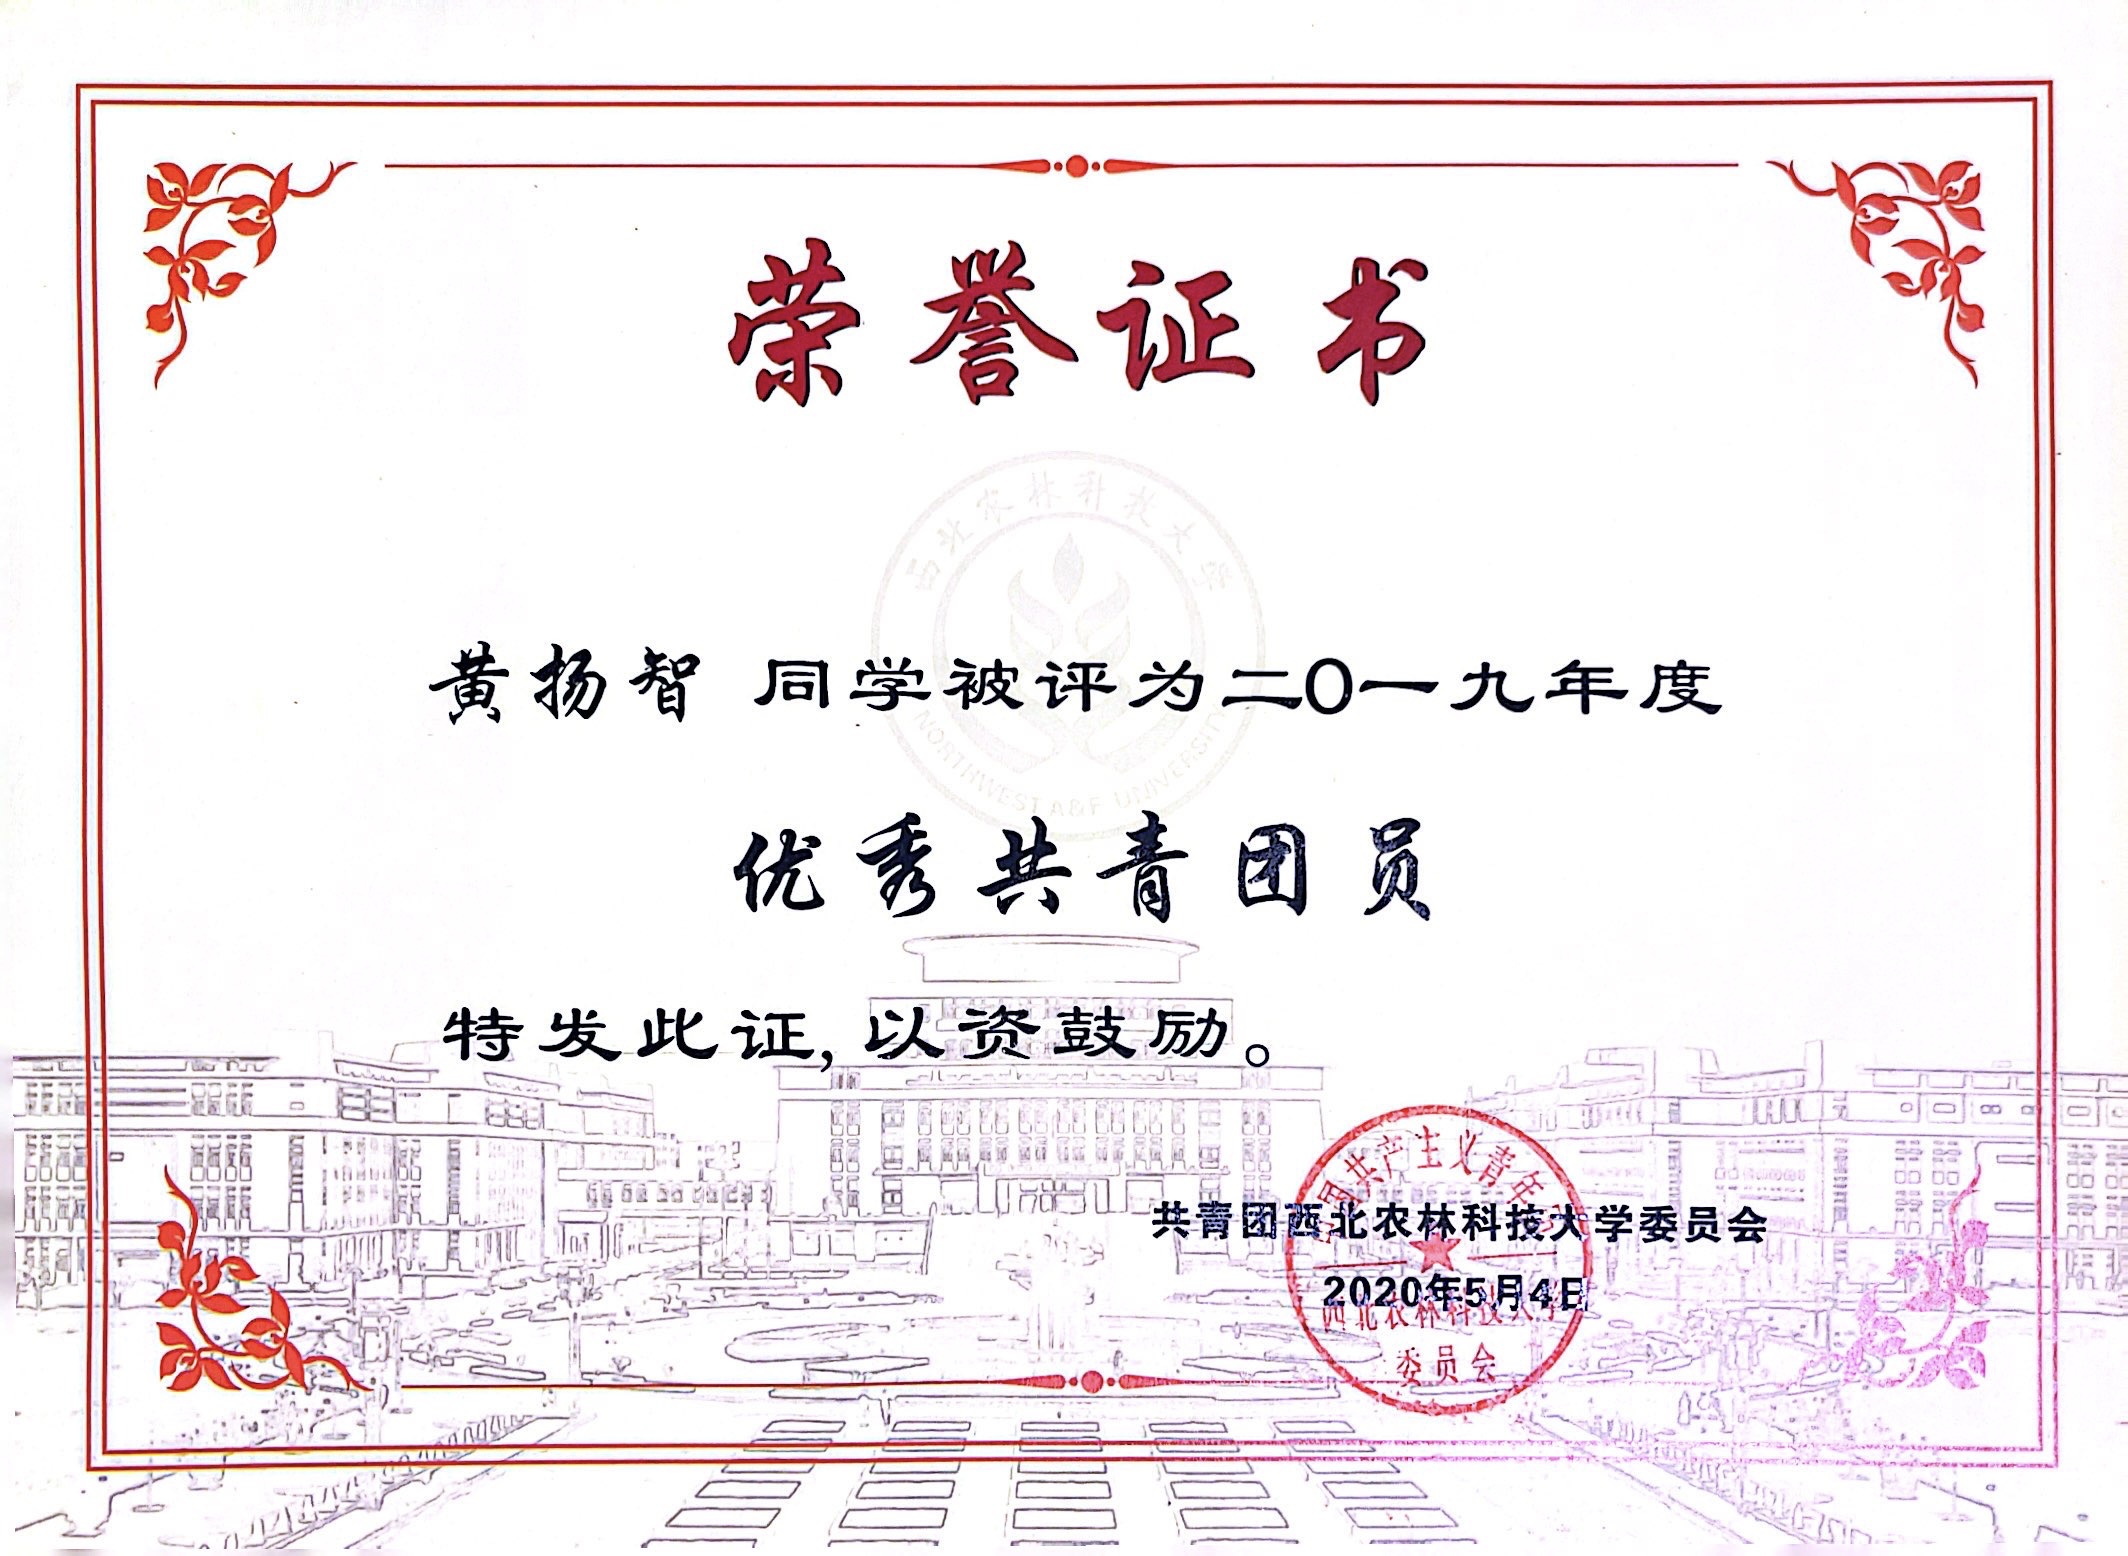 荣誉证书
西北农林科技大学
NORTHWEST A&F UNIVERSITY
黄扬智 同学被评为二〇一九年度
优秀共青团员
特发此证,以资鼓励。
共青团西北农林科技大学委员会
2020年5月4日
中国共产主义青年团
西北农林科技大学
委员会